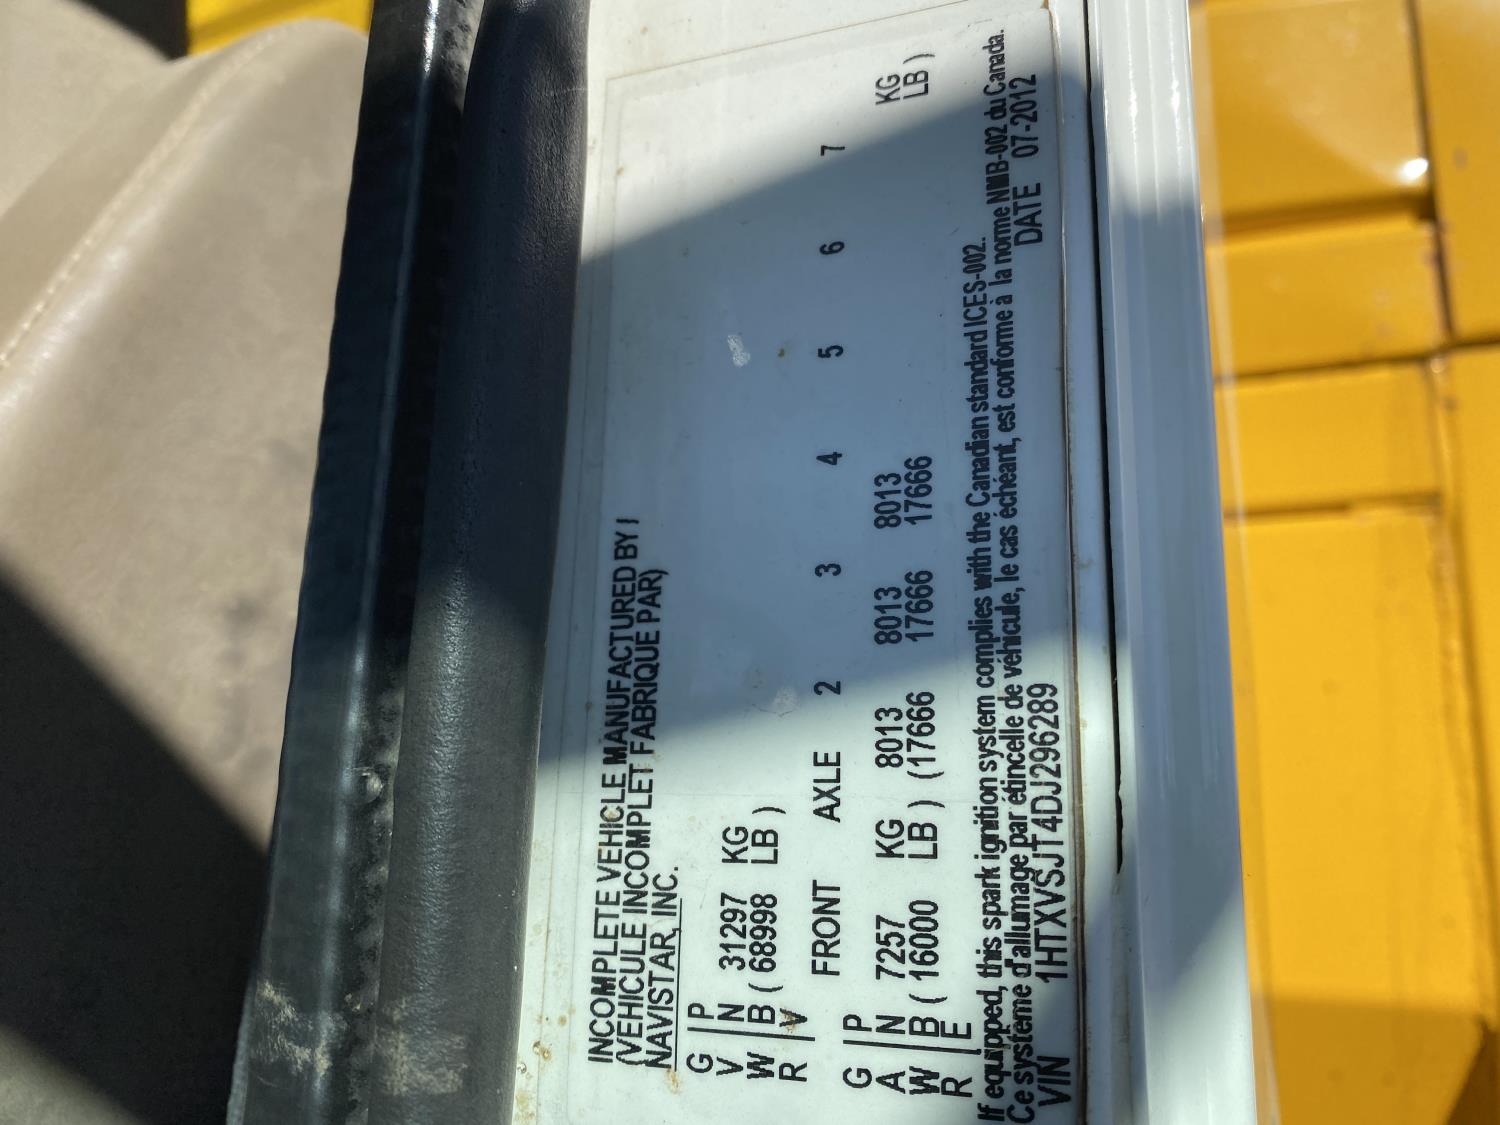 INCOMPLETE VEHICLE MANUFACTURED BY /
(VEHICULE INCOMPLET FABRIQUE PAR)
NAVISTAR, INC.
G P
V N 31297 KG
W B ( 68998 LB )
R V
FRONT AXLE 2 3 4 5 6 7
G P
A N 7257 KG 8013 8013 8013 KG
W B ( 16000 LB ) (17666 17666 17666 LB )
R E
If equipped, this spark ignition system complies with the Canadian standard ICES-002.
Ce système d'allumage par étincelle de véhicule, le cas échéant, est conforme à la norme NMB-002 du Canada.
VIN 1HTXVSJT4DJ296289 DATE 07-2012